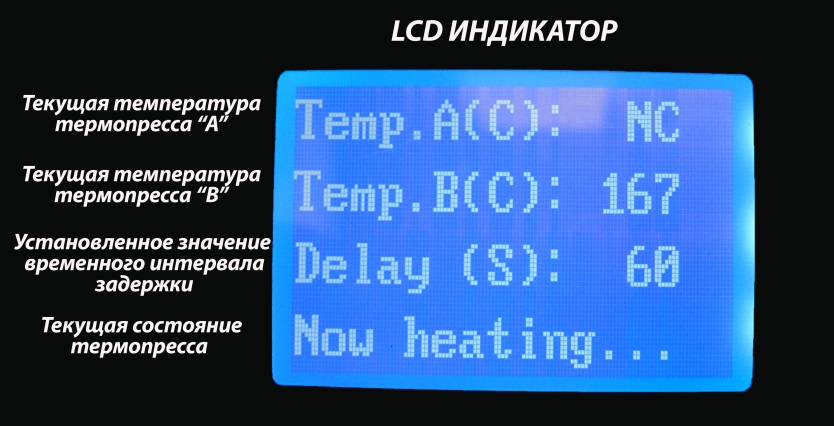 LCD ИНДИКАТОР
Текущая температура
термопресса “А”
Temp.A(C): NC
Текущая температура
термопресса “В”
Temp.B(C): 167
Установленное значение
временного интервала
задержки
Delay (S): 60
Текущая состояние
термопресса
Now heating...